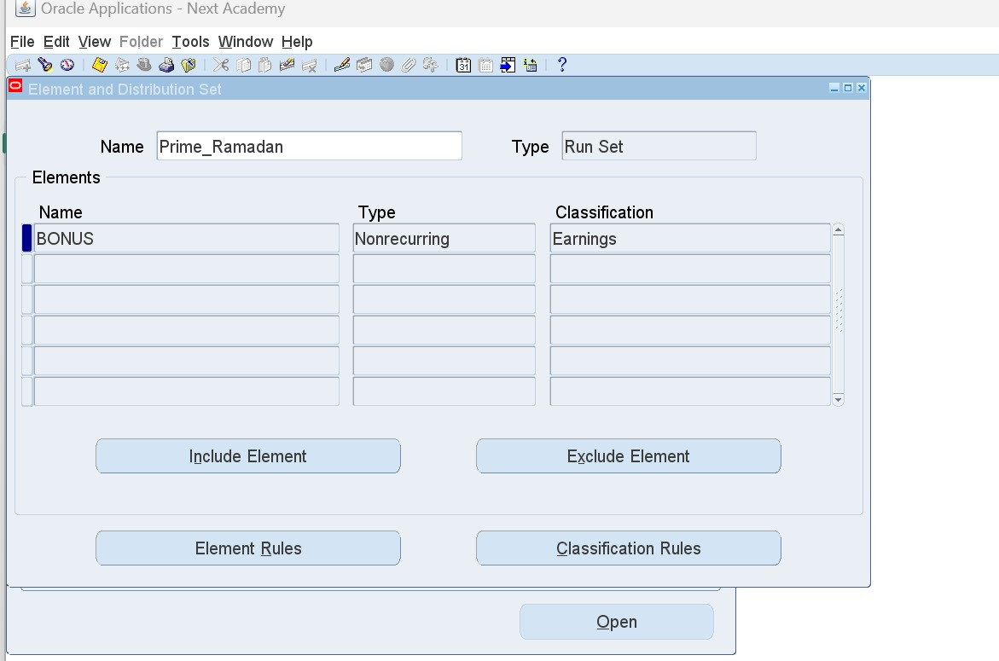 Oracle Applications - Next Academy
File Edit View Folder Tools Window Help
31 ?
Element and Distribution Set
Name Prime_Ramadan Type Run Set
Elements
Name Type Classification
BONUS Nonrecurring Earnings
Include Element Exclude Element
Element Rules Classification Rules
Open